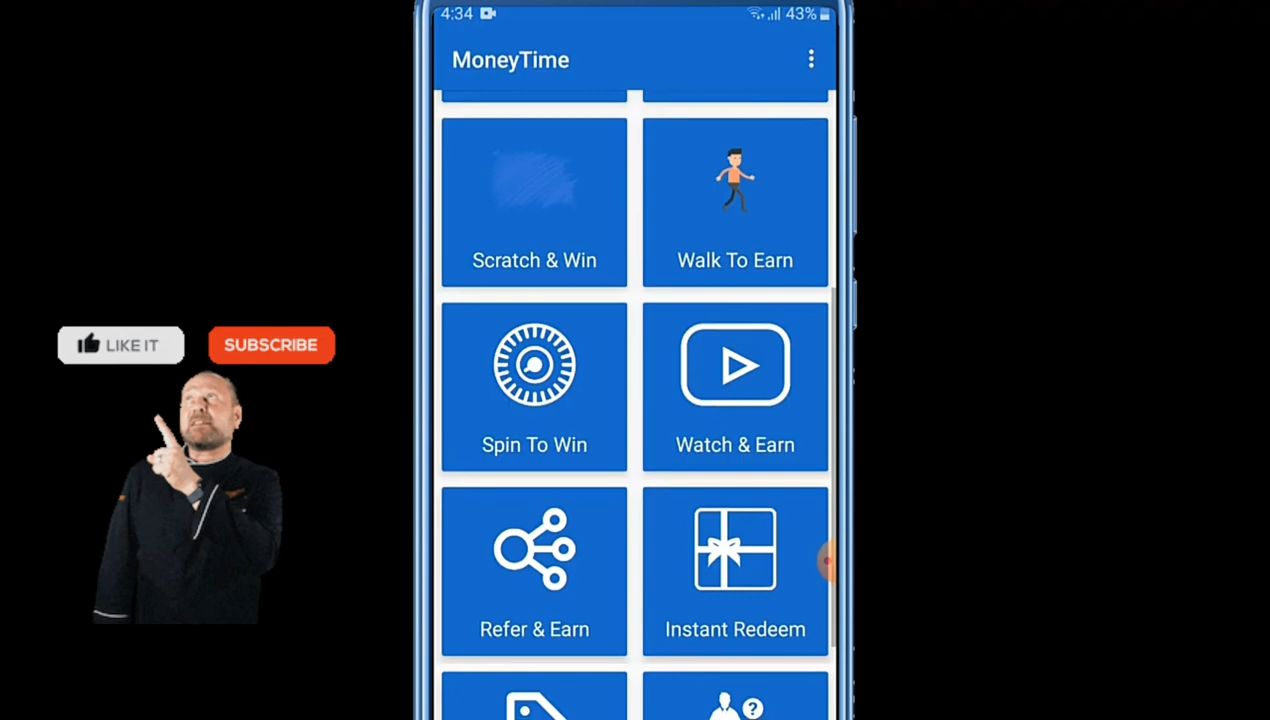 4:34
43%
MoneyTime
Scratch & Win
Walk To Earn
LIKE IT
SUBSCRIBE
Spin To Win
Watch & Earn
Refer & Earn
Instant Redeem
?